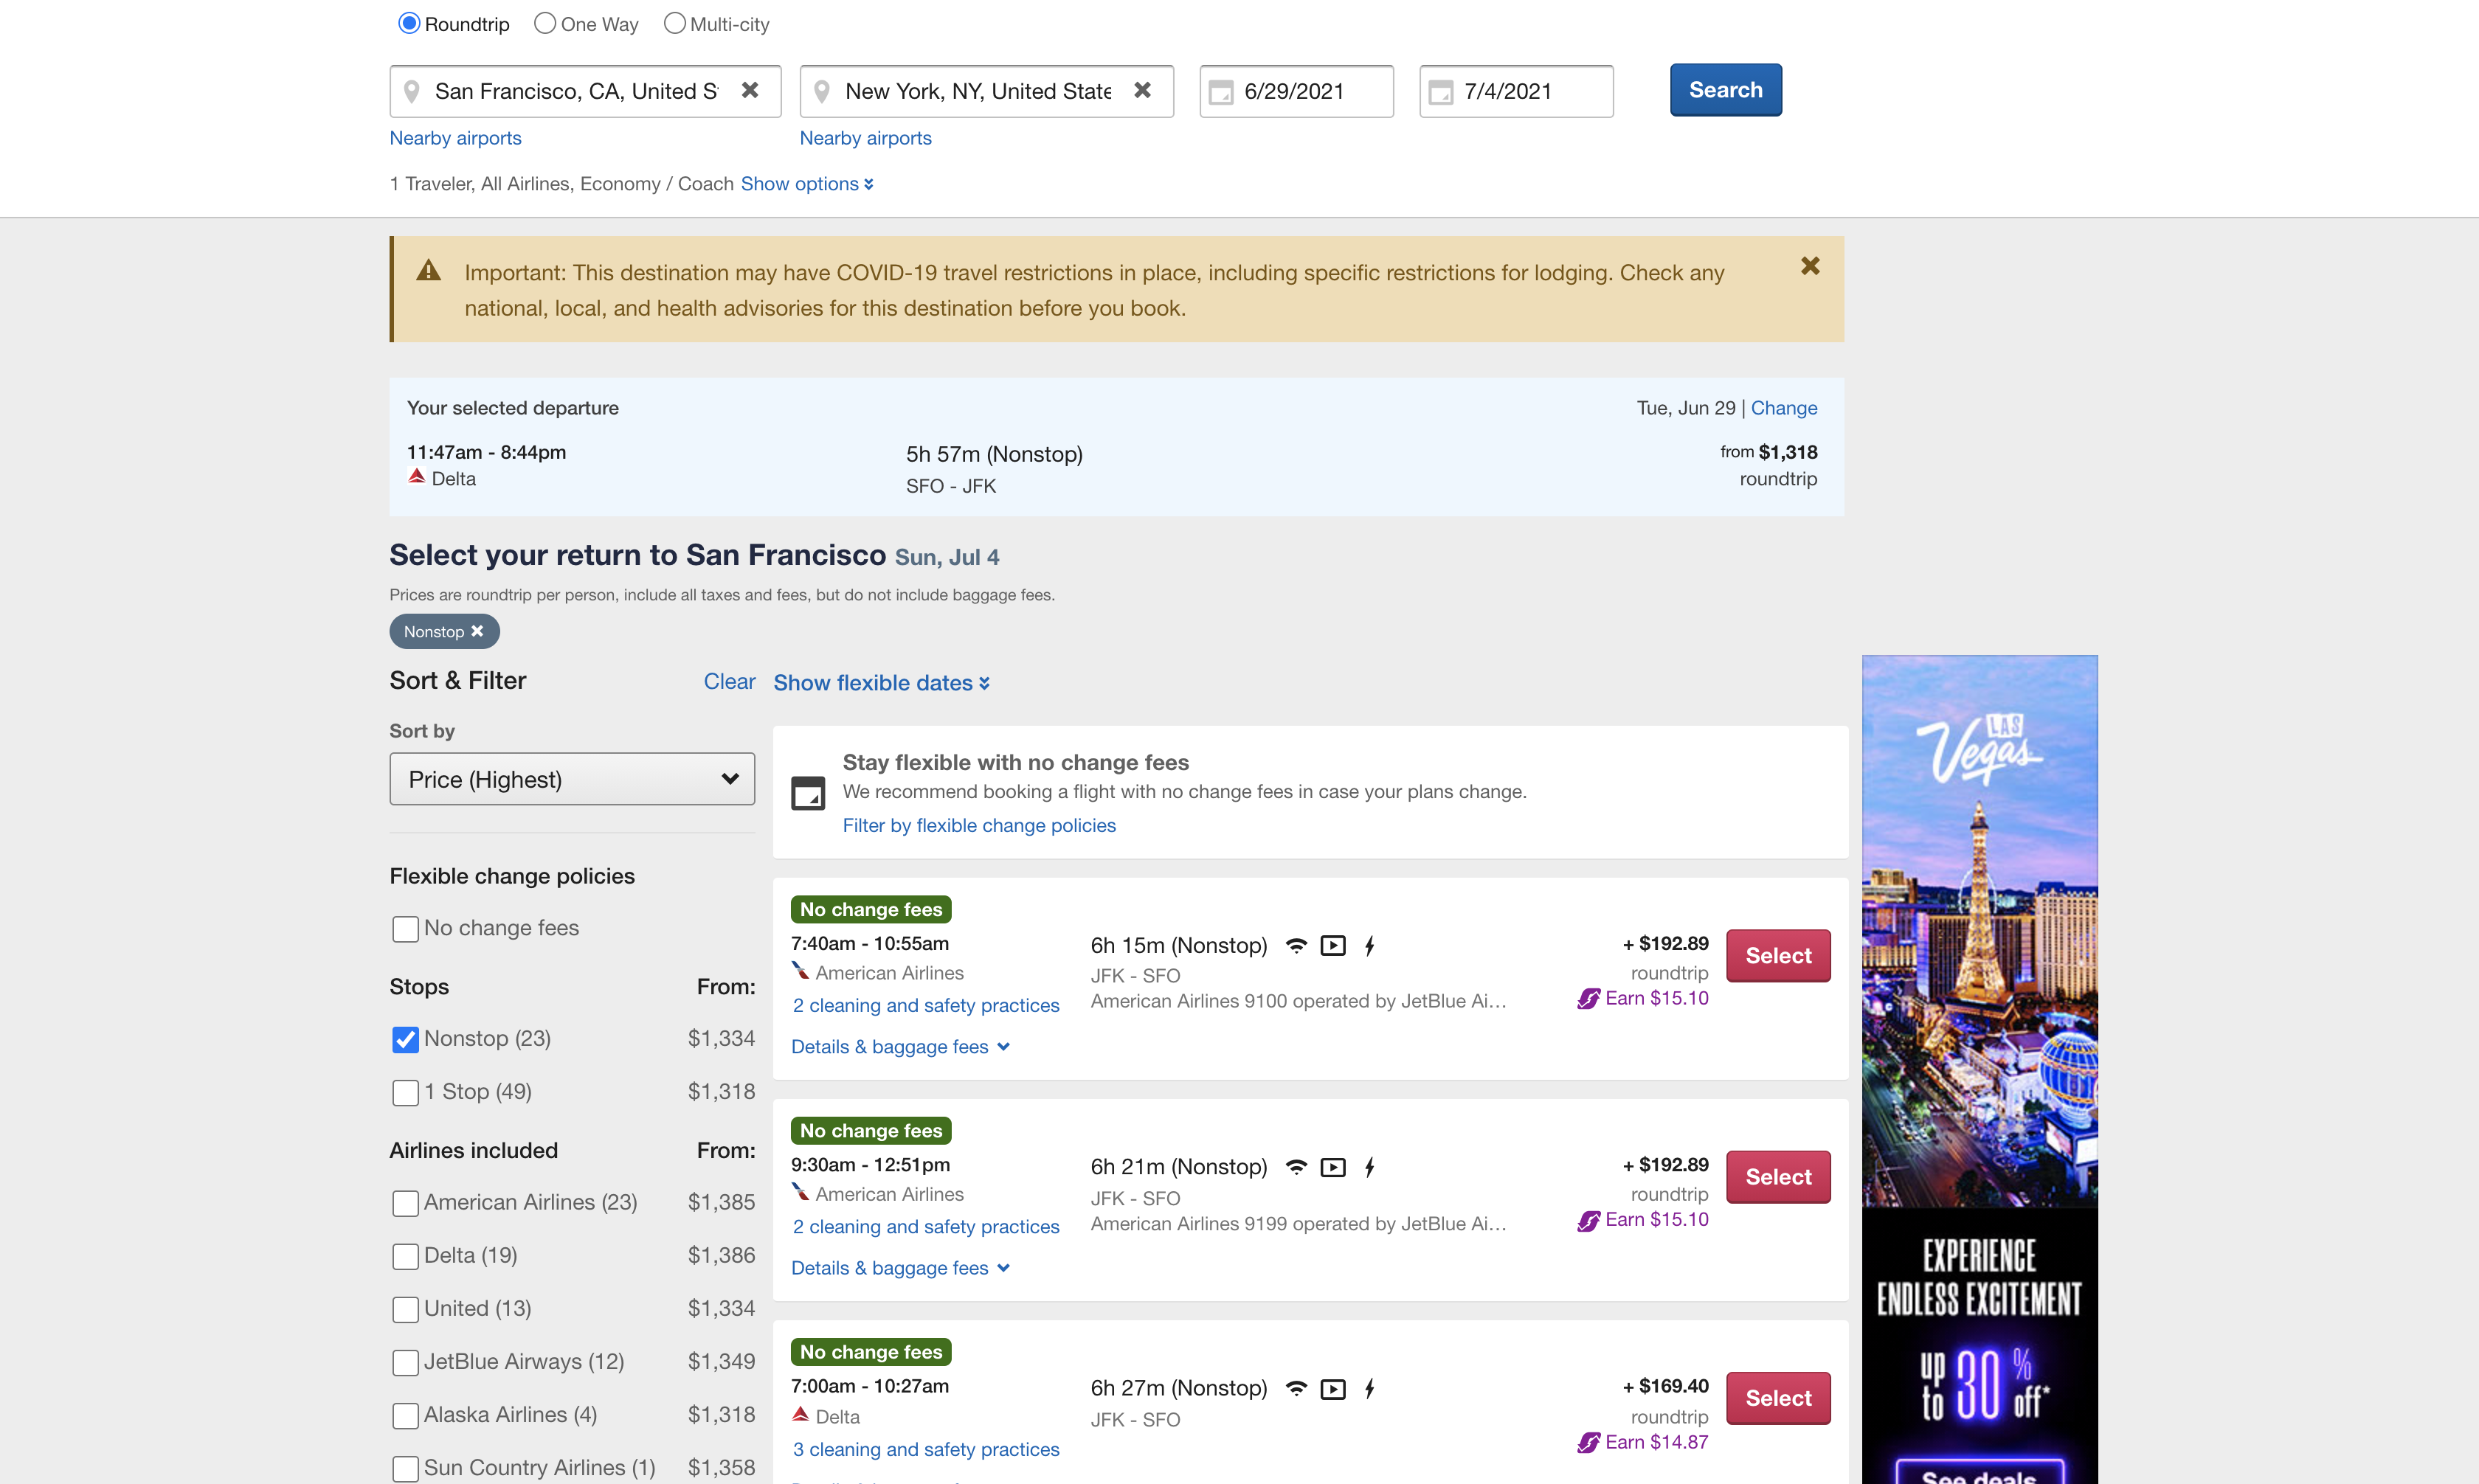 Roundtrip One Way Multi-city
San Francisco, CA, United S
New York, NY, United State
6/29/2021
7/4/2021
Search
Nearby airports
Nearby airports
1 Traveler, All Airlines, Economy / Coach Show options
Important: This destination may have COVID-19 travel restrictions in place, including specific restrictions for lodging. Check any
national, local, and health advisories for this destination before you book.
Your selected departure
Tue, Jun 29 | Change
11:47am - 8:44pm
Delta
5h 57m (Nonstop)
SFO - JFK
from $1,318
roundtrip
Select your return to San Francisco Sun, Jul 4
Prices are roundtrip per person, include all taxes and fees, but do not include baggage fees.
Nonstop
Sort & Filter
Clear
Sort by
Price (Highest)
Flexible change policies
No change fees
Stops From:
Nonstop (23) $1,334
1 Stop (49) $1,318
Airlines included From:
American Airlines (23) $1,385
Delta (19) $1,386
United (13) $1,334
JetBlue Airways (12) $1,349
Alaska Airlines (4) $1,318
Sun Country Airlines (1) $1,358
Show flexible dates
Stay flexible with no change fees
We recommend booking a flight with no change fees in case your plans change.
Filter by flexible change policies
No change fees
7:40am - 10:55am
American Airlines
2 cleaning and safety practices
Details & baggage fees
6h 15m (Nonstop)
JFK - SFO
American Airlines 9100 operated by JetBlue Ai...
+ $192.89
roundtrip
Earn $15.10
Select
No change fees
9:30am - 12:51pm
American Airlines
2 cleaning and safety practices
Details & baggage fees
6h 21m (Nonstop)
JFK - SFO
American Airlines 9199 operated by JetBlue Ai...
+ $192.89
roundtrip
Earn $15.10
Select
No change fees
7:00am - 10:27am
Delta
3 cleaning and safety practices
6h 27m (Nonstop)
JFK - SFO
+ $169.40
roundtrip
Earn $14.87
Select
LAS
Vegas
EXPERIENCE
ENDLESS EXCITEMENT
up to 30% off*
See deals